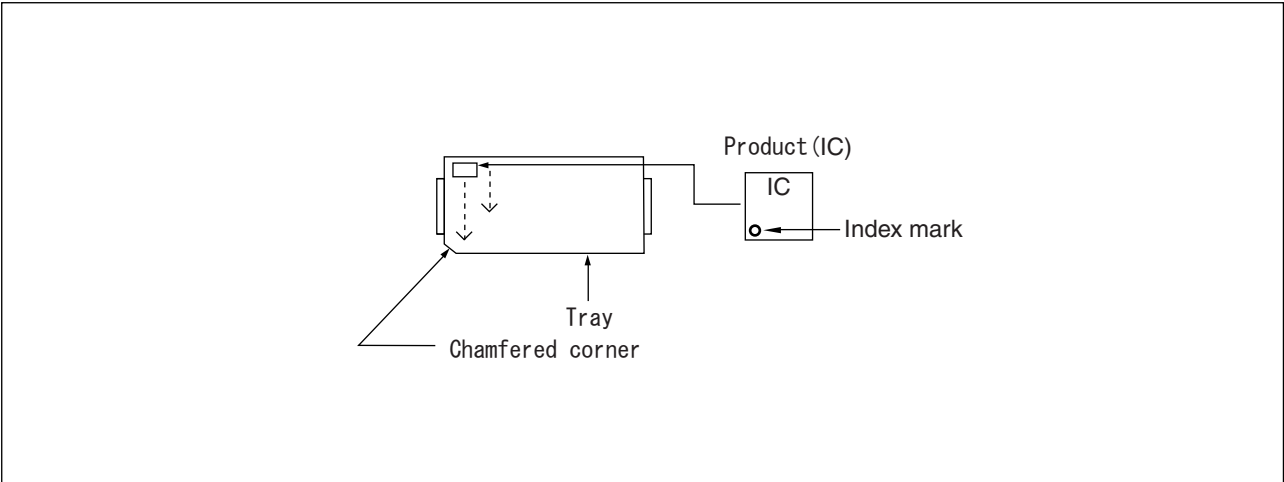 Product(IC)
IC
Index mark
Tray
Chamfered corner